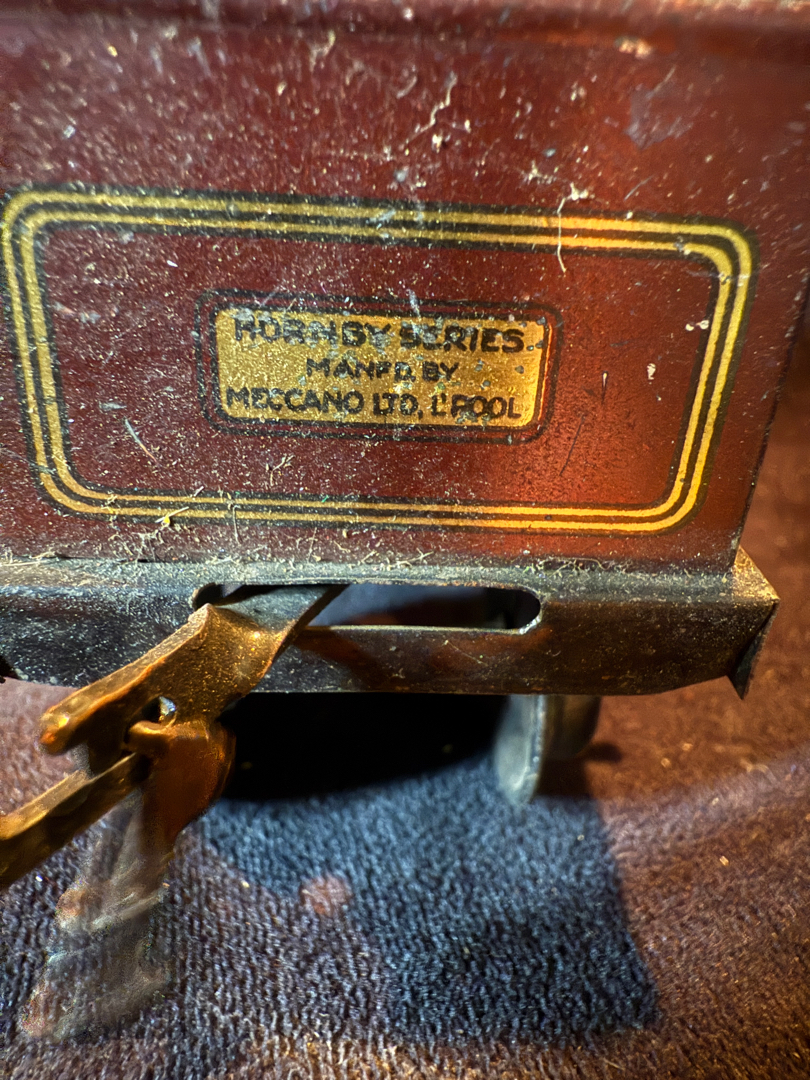 HORNBY SERIES
MANFD. BY
MECCANO LTD, L'POOL